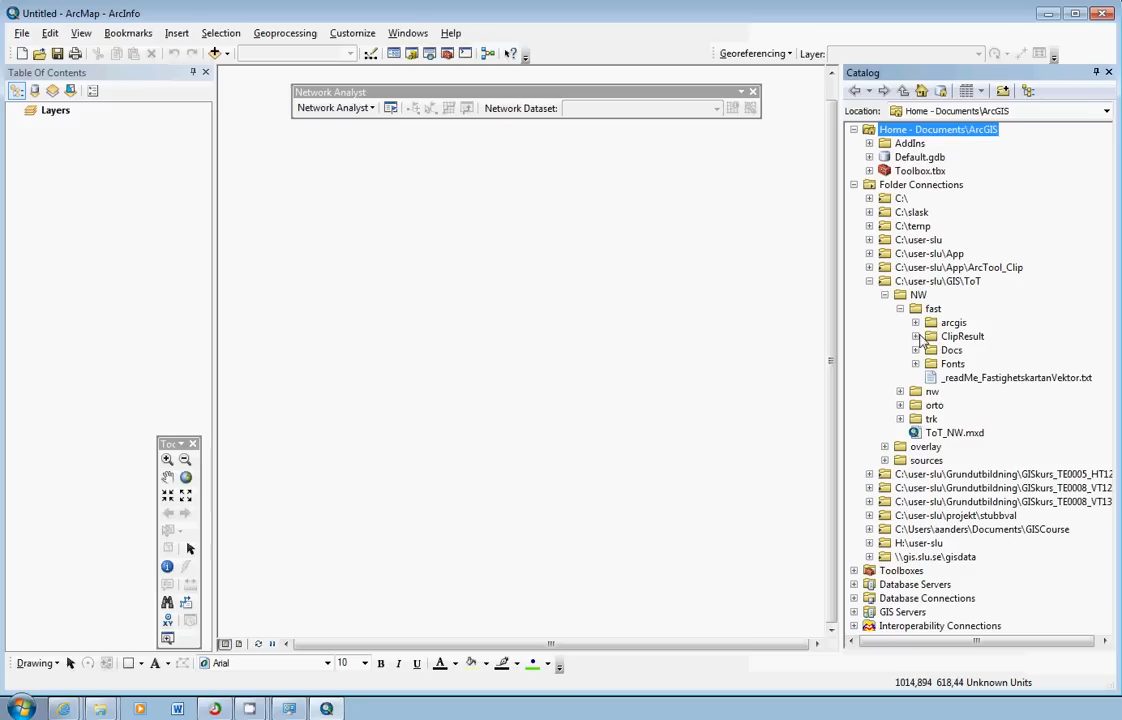 Untitled - ArcMap - ArcInfo
File Edit View Bookmarks Insert Selection Geoprocessing Customize Windows Help
Georeferencing Layer:
Table Of Contents
Layers
Network Analyst
Network Analyst Network Dataset:
Catalog
Location: Home - Documents\ArcGIS
Home - Documents\ArcGIS
AddIns
Default.gdb
Toolbox.tbx
Folder Connections
C:\
C:\slask
C:\temp
C:\user-slu
C:\user-slu\App
C:\user-slu\App\ArcTool_Clip
C:\user-slu\GIS\ToT
NW
fast
arcgis
ClipResult
Docs
Fonts
_readMe_FastighetskartanVektor.txt
nw
orto
trk
ToT_NW.mxd
overlay
sources
C:\user-slu\Grundutbildning\GISkurs_TE0005_HT12
C:\user-slu\Grundutbildning\GISkurs_TE0008_VT12
C:\user-slu\Grundutbildning\GISkurs_TE0008_VT13
C:\user-slu\projekt\stubbval
C:\Users\aanders\Documents\GISCourse
H:\user-slu
\\gis.slu.se\gisdata
Toolboxes
Database Servers
Database Connections
GIS Servers
Interoperability Connections
Toc
XY
Drawing A Arial 10 B I U A
1014,894 618,44 Unknown Units